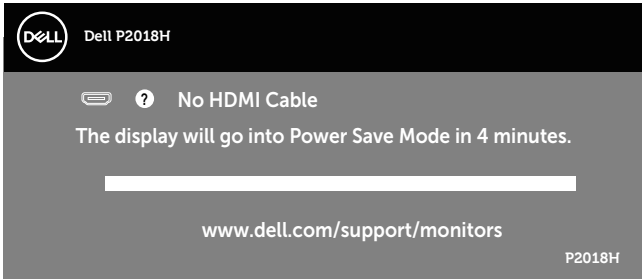 DELL Dell P2018H
? No HDMI Cable
The display will go into Power Save Mode in 4 minutes.
www.dell.com/support/monitors
P2018H